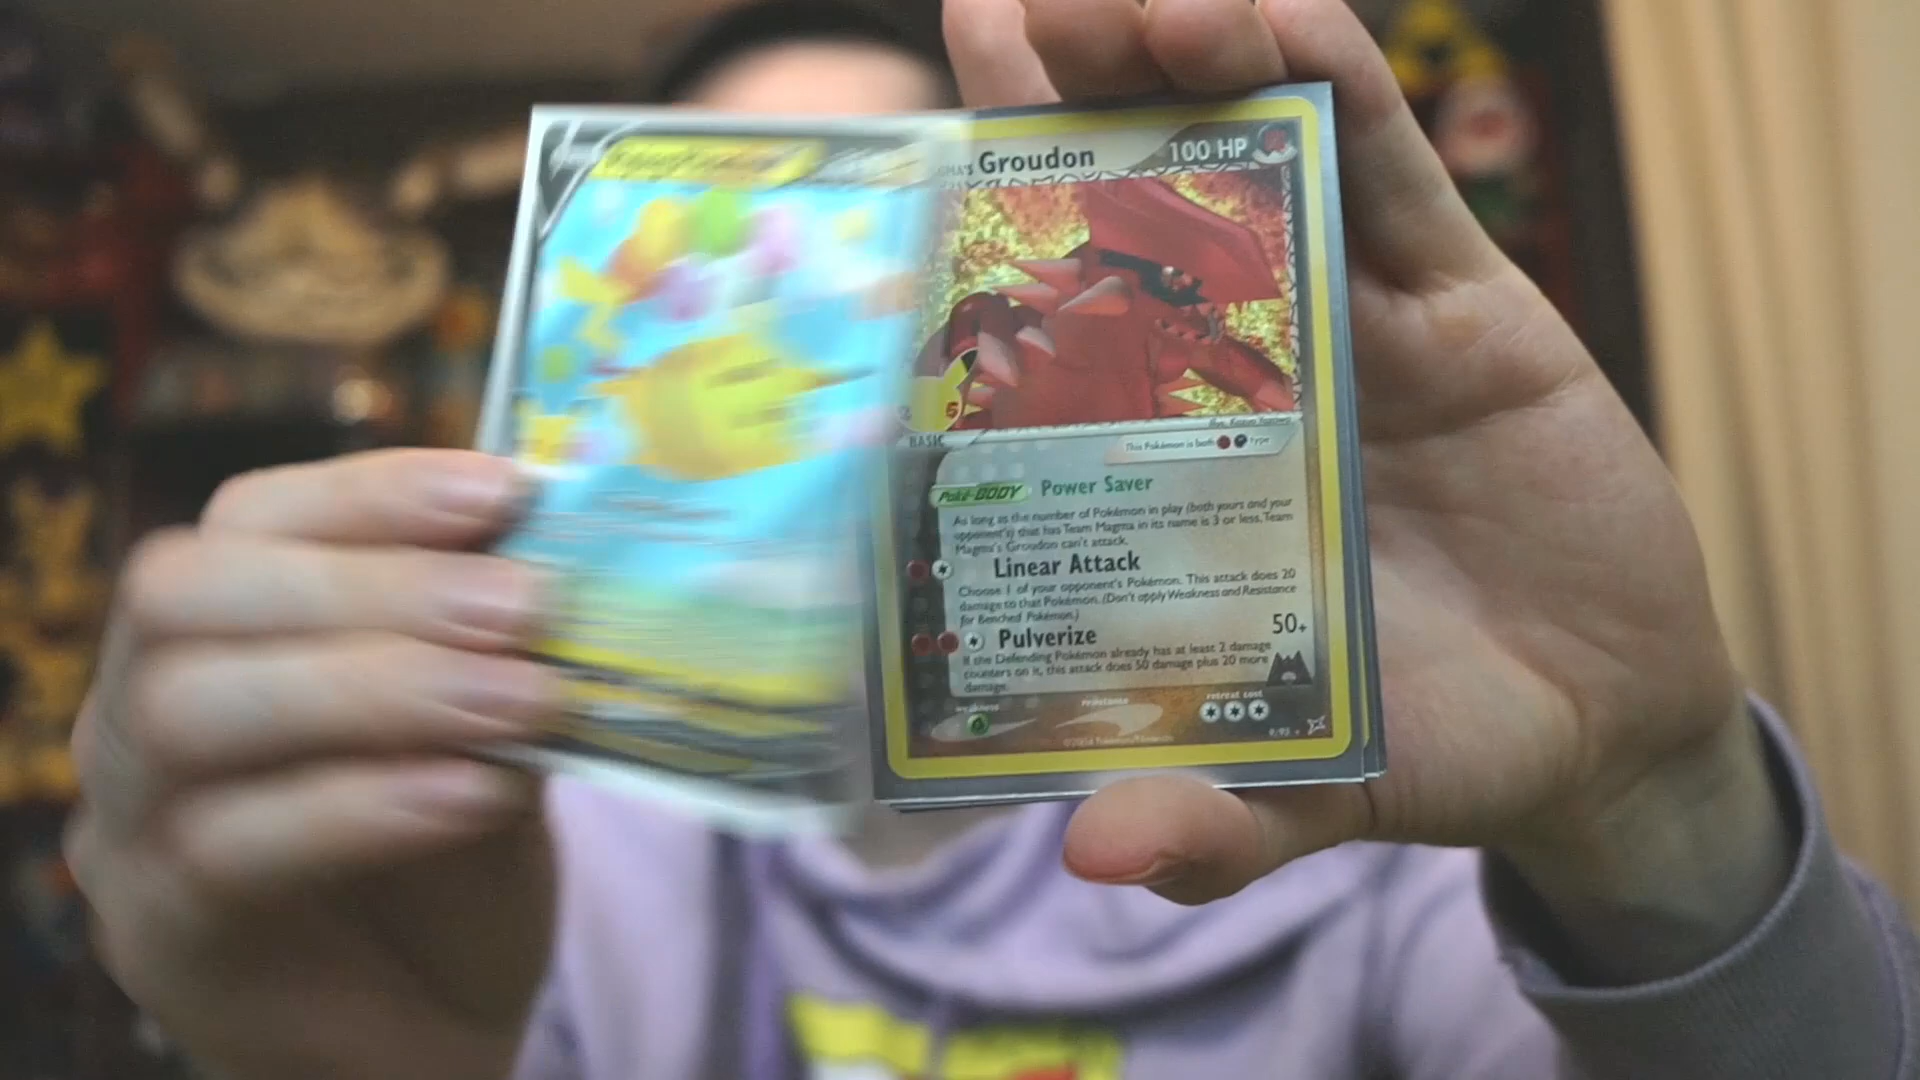 Groudon 100 HP
BASIC
This Pokémon is both type
Poké-BODY Power Saver
As long as the number of Pokémon in play (both yours and your
opponent's) that has Team Magma in its name is 3 or less, Team
Magma's Groudon can't attack.
Linear Attack
Choose 1 of your opponent's Pokémon. This attack does 20
damage to that Pokémon. (Don't apply Weakness and Resistance
for Benched Pokémon.)
Pulverize 50+
If the Defending Pokémon already has at least 2 damage
counters on it, this attack does 50 damage plus 20 more
damage.
weakness resistance retreat cost
©2004 Pokémon/Nintendo 9/95